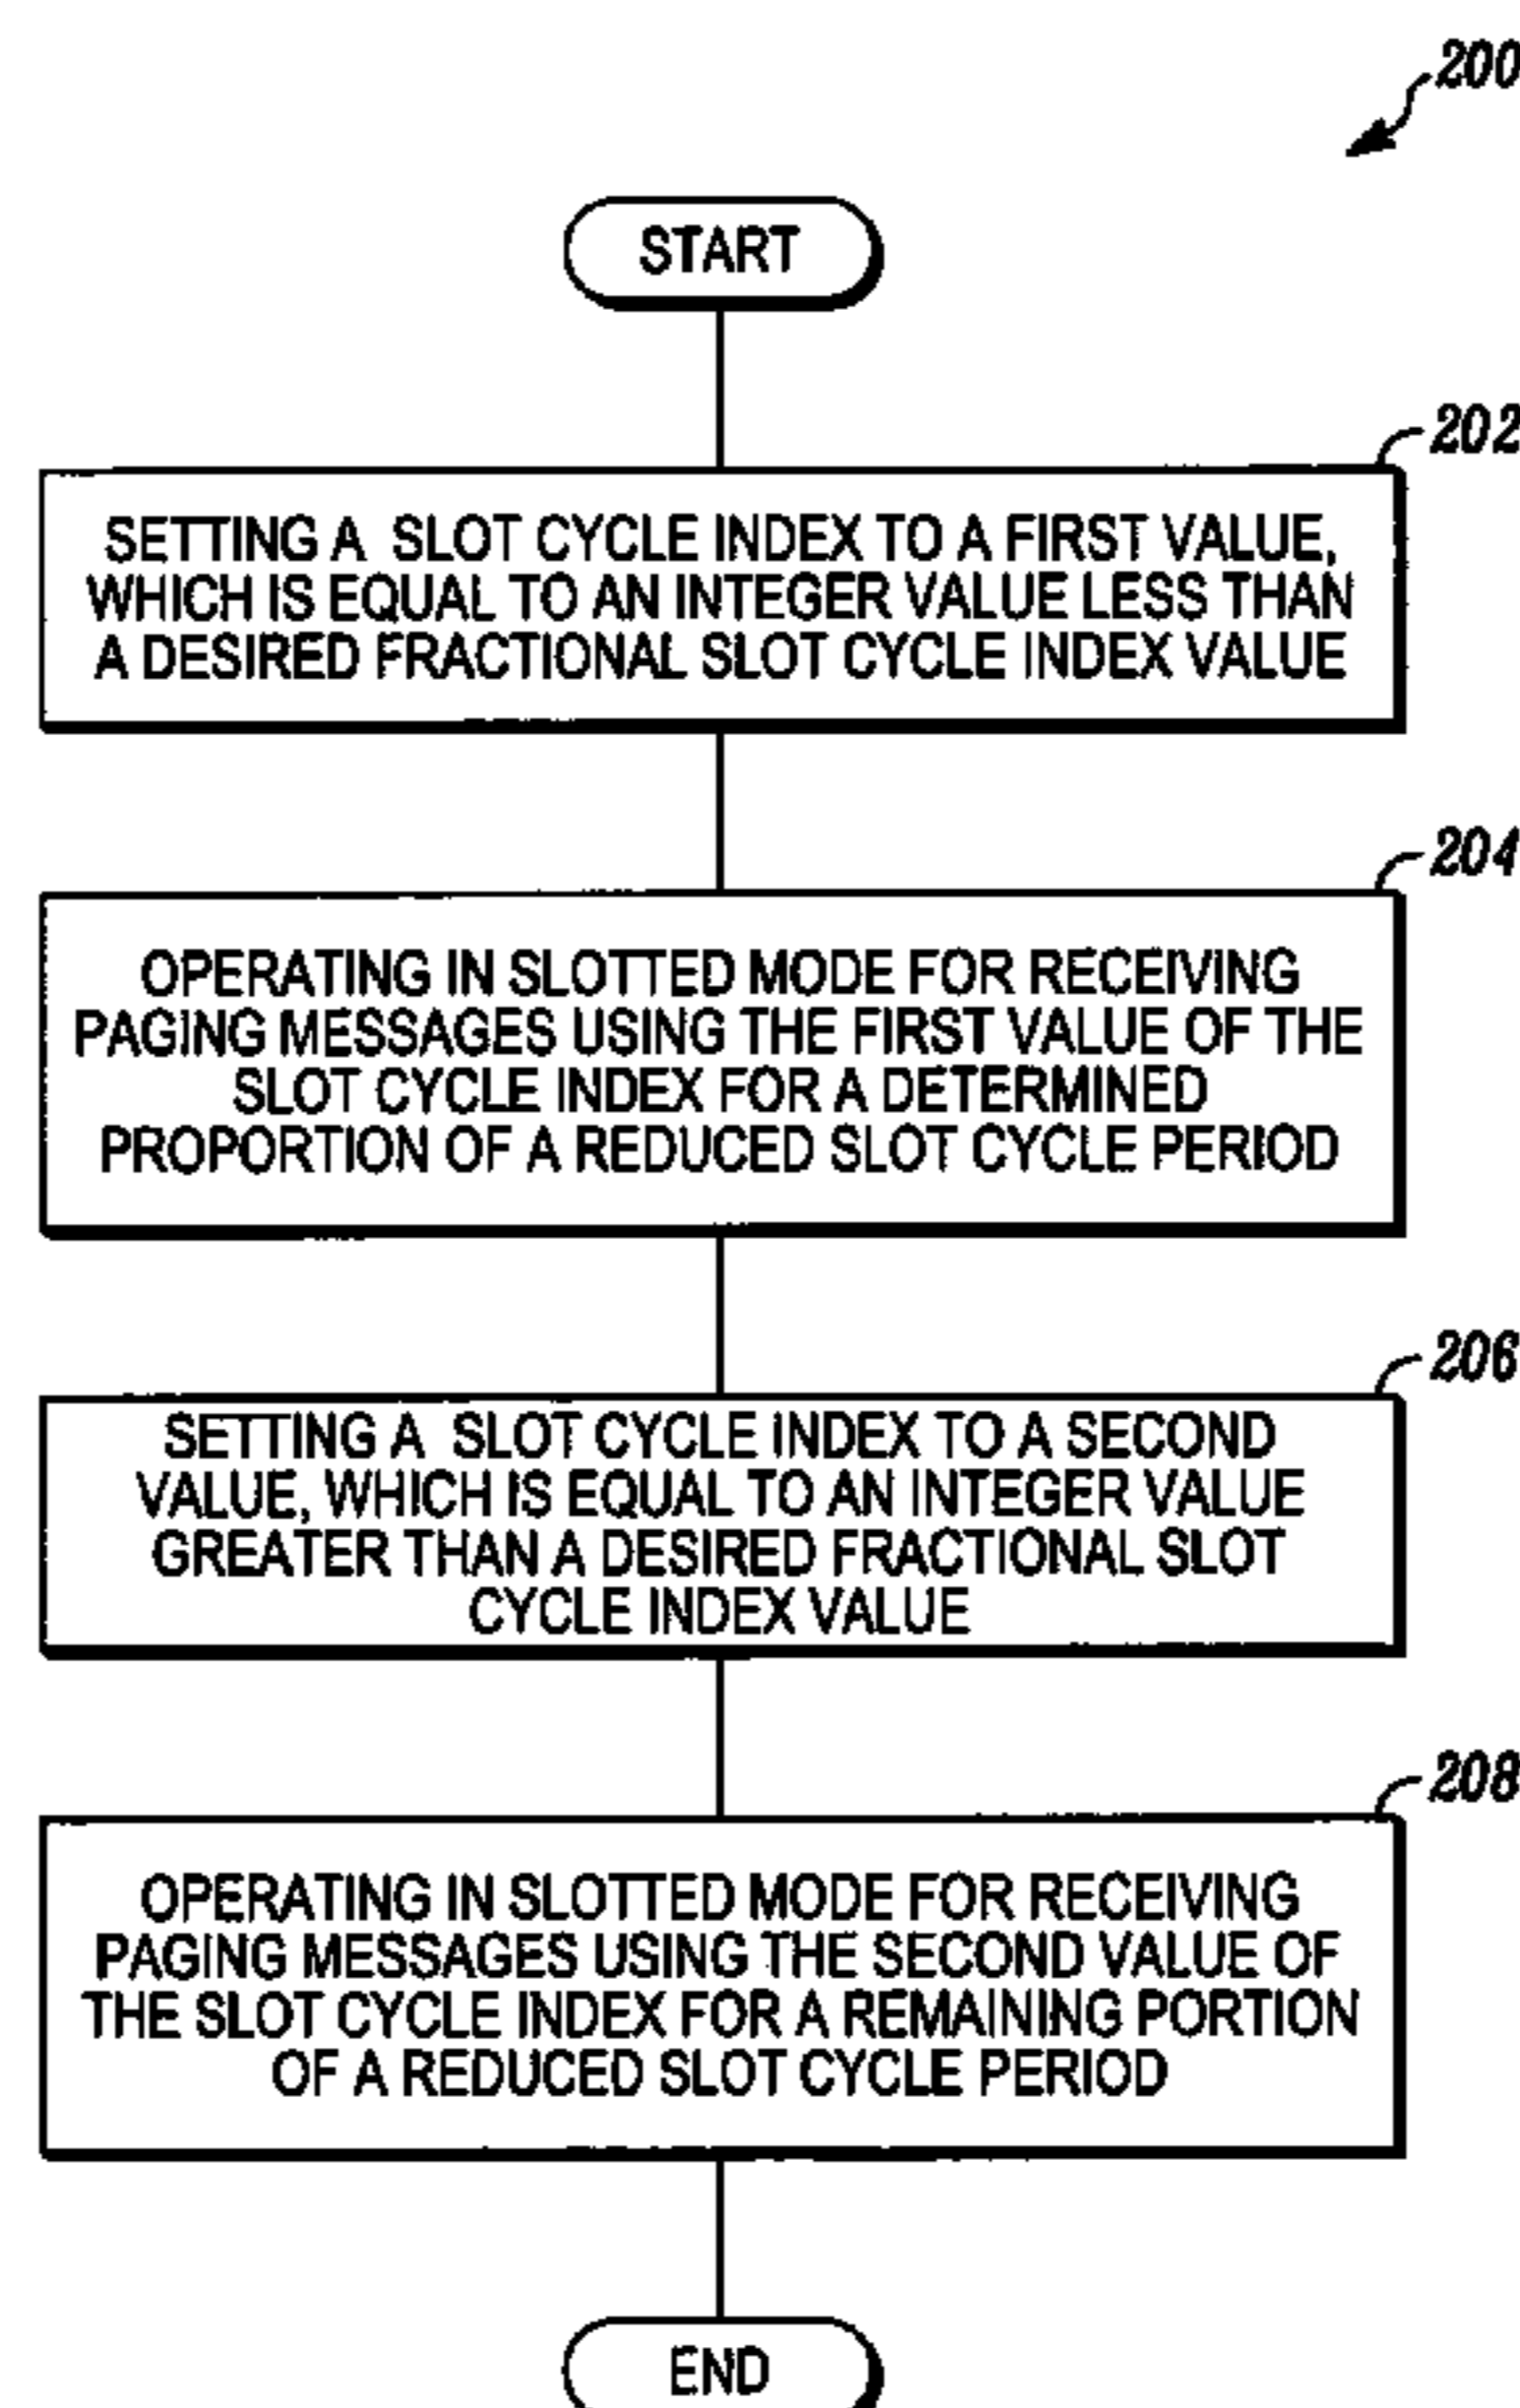 200
START
202
SETTING A SLOT CYCLE INDEX TO A FIRST VALUE,
WHICH IS EQUAL TO AN INTEGER VALUE LESS THAN
A DESIRED FRACTIONAL SLOT CYCLE INDEX VALUE
204
OPERATING IN SLOTTED MODE FOR RECEIVING
PAGING MESSAGES USING THE FIRST VALUE OF THE
SLOT CYCLE INDEX FOR A DETERMINED
PROPORTION OF A REDUCED SLOT CYCLE PERIOD
206
SETTING A SLOT CYCLE INDEX TO A SECOND
VALUE, WHICH IS EQUAL TO AN INTEGER VALUE
GREATER THAN A DESIRED FRACTIONAL SLOT
CYCLE INDEX VALUE
208
OPERATING IN SLOTTED MODE FOR RECEIVING
PAGING MESSAGES USING THE SECOND VALUE OF
THE SLOT CYCLE INDEX FOR A REMAINING PORTION
OF A REDUCED SLOT CYCLE PERIOD
END